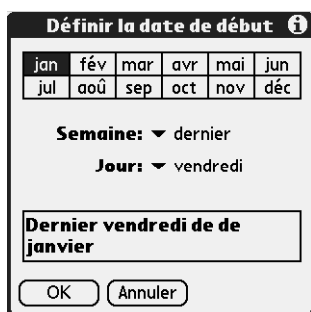 Définir la date de début
jan fév mar avr mai jun
jul aoû sep oct nov déc
Semaine: dernier
Jour: vendredi
Dernier vendredi de de
janvier
OK Annuler